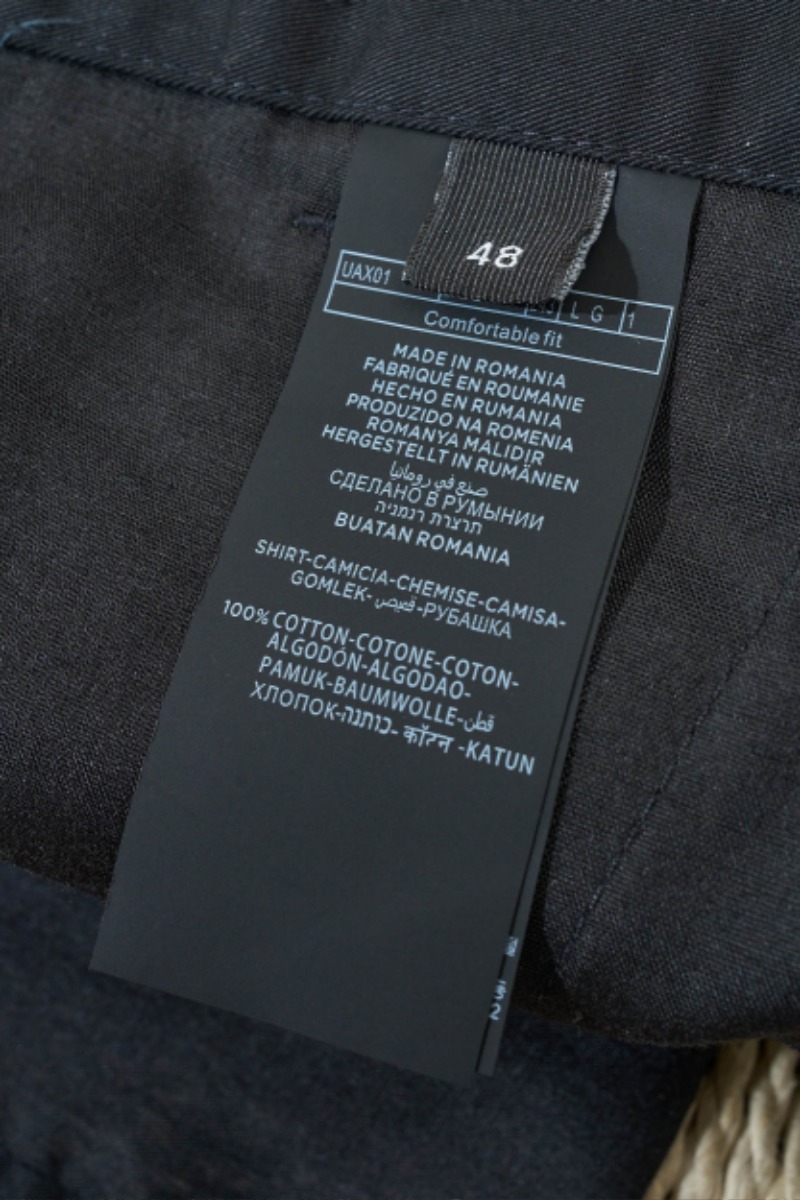 48
UAX01 L G 1
Comfortable fit
MADE IN ROMANIA
FABRIQUÉ EN ROUMANIE
HECHO EN RUMANIA
PRODUZIDO NA ROMENIA
ROMANYA MALIDIR
HERGESTELLT IN RUMÄNIEN
صنع في رومانيا
СДЕЛАНО В РУМЫНИИ
תרצרת רנמניה
BUATAN ROMANIA
SHIRT-CAMICIA-CHEMISE-CAMISA-
GOMLEK-قميص-РУБАШКА
100% COTTON-COTONE-COTON-
ALGODÓN-ALGODAO-
PAMUK-BAUMWOLLE-قطن
ХЛОПОК-כותנה- कॉटन -KATUN